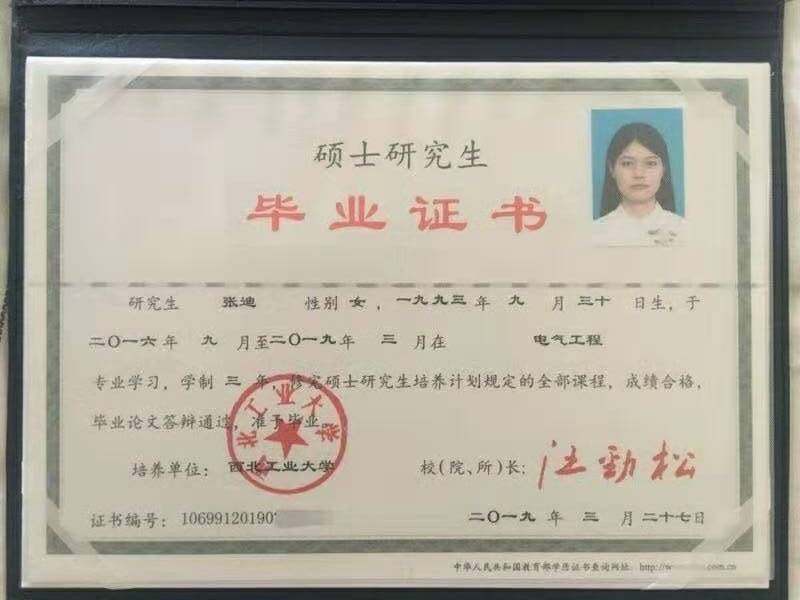 硕士研究生
毕业证书
研究生 张迪 性别 女，一九九三年 九 月 三十 日生，于
二〇一六年 九 月至二〇一九年 三 月在 电气工程
专业学习，学制 三 年，修完硕士研究生培养计划规定的全部课程，成绩合格，
毕业论文答辩通过，准予毕业。
西北工业大学
培养单位：西北工业大学 校(院、所)长：汪劲松
证书编号：10699120190 二〇一九 年 三 月 二十七日
中华人民共和国教育部学历证书查询网址：http://w .com.cn